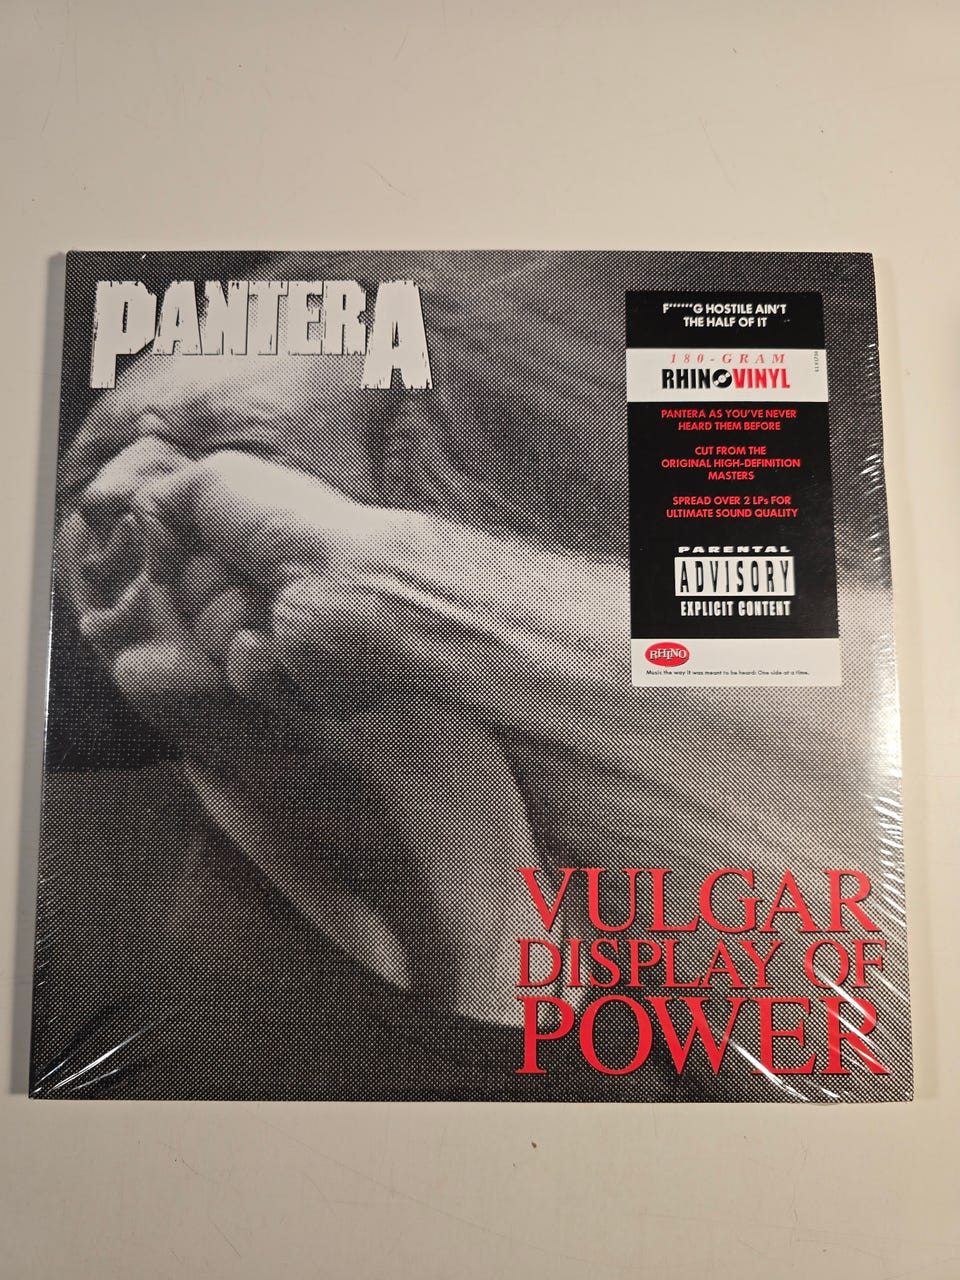 PANTERA
F******G HOSTILE AIN'T
THE HALF OF IT
180-GRAM
RHINO VINYL
PANTERA AS YOU'VE NEVER
HEARD THEM BEFORE
CUT FROM THE
ORIGINAL HIGH-DEFINITION
MASTERS
SPREAD OVER 2 LPs FOR
ULTIMATE SOUND QUALITY
PARENTAL
ADVISORY
EXPLICIT CONTENT
RHINO
Music the way it was meant to be heard: One side at a time.
VULGAR
DISPLAY OF
POWER